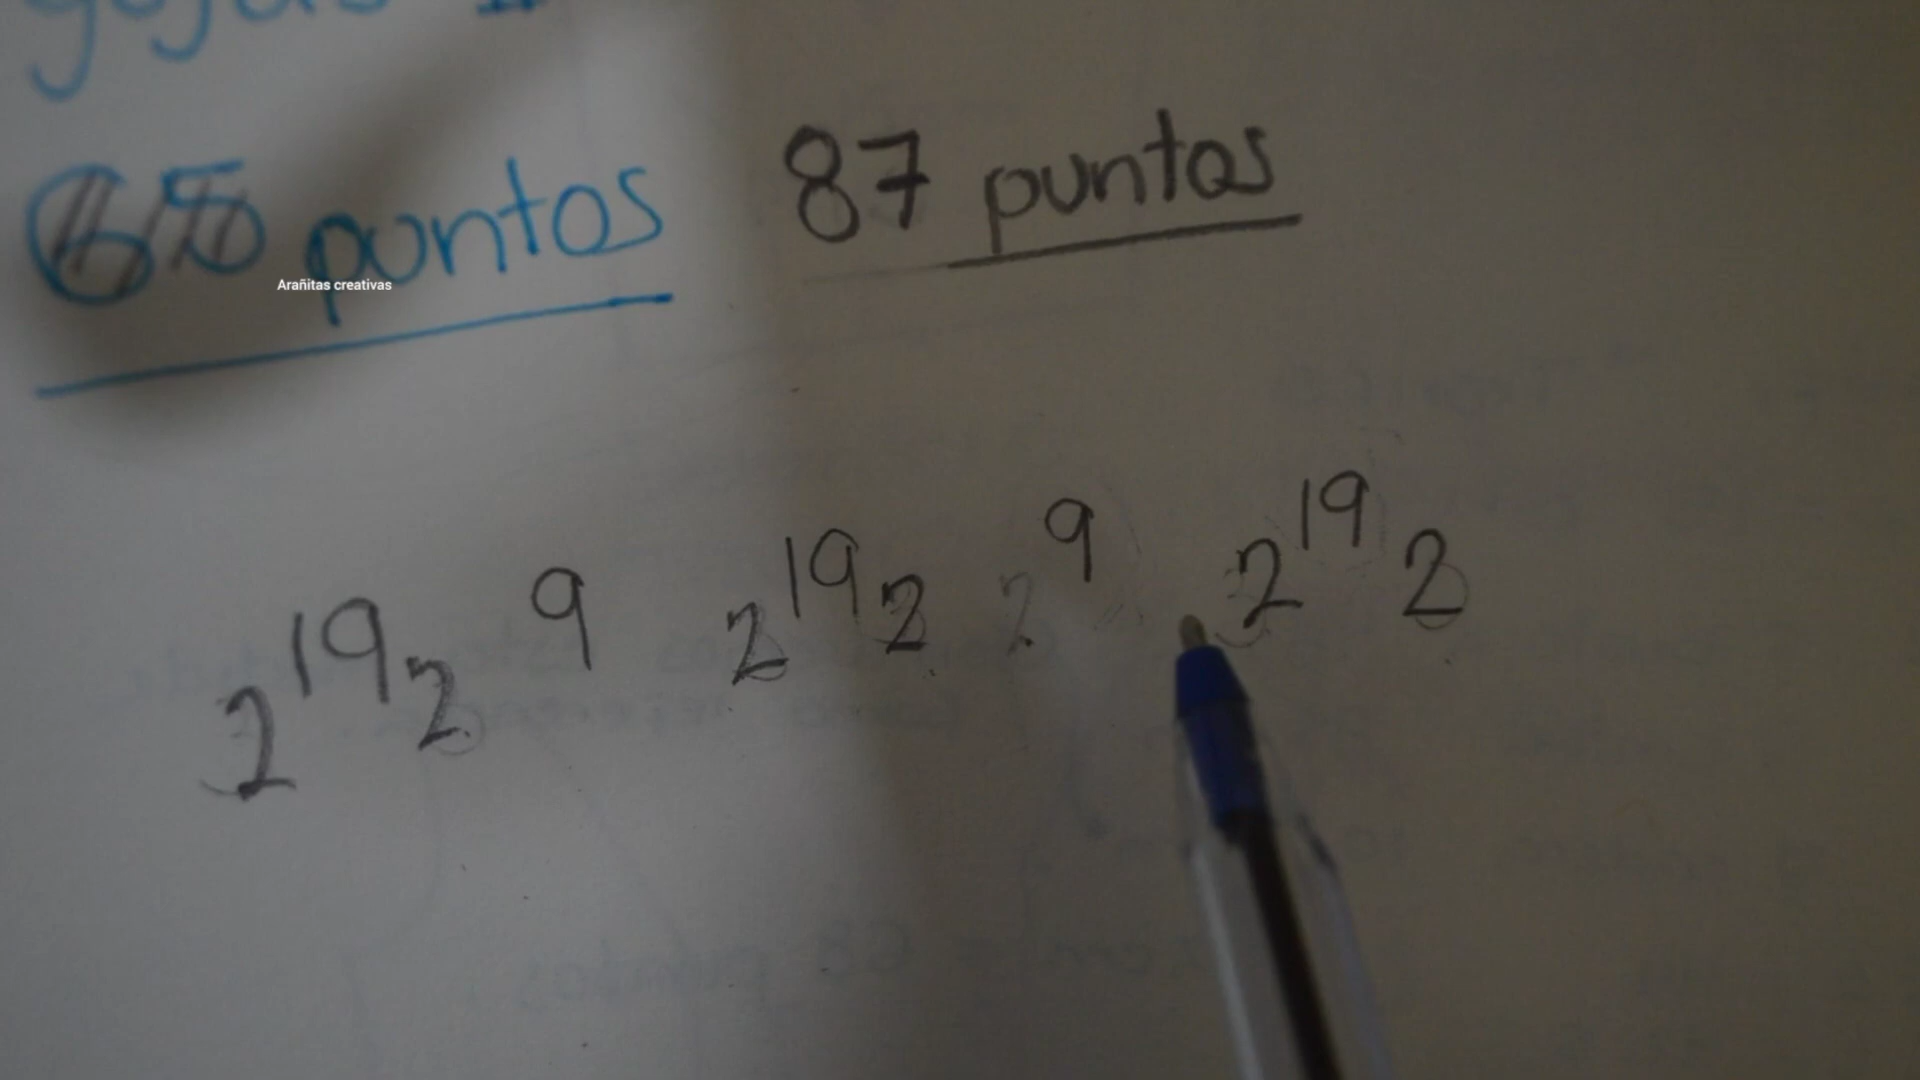 65 puntos 87 puntos
Arañitas creativas
2 19 2 9 2 19 2 2 9 2 19 2